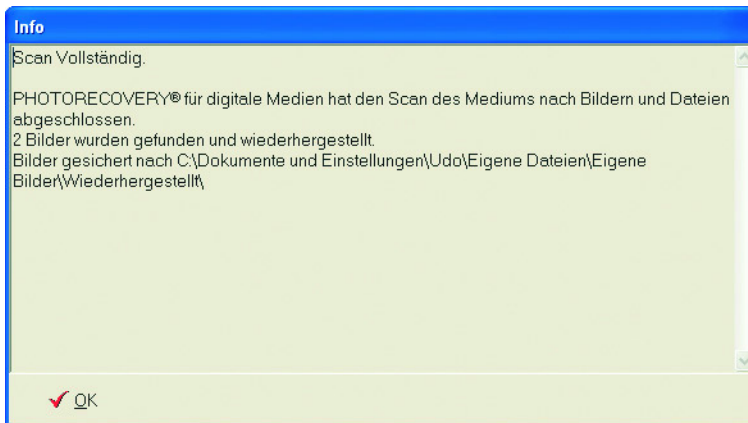 Info
Scan Vollständig.
PHOTORECOVERY® für digitale Medien hat den Scan des Mediums nach Bildern und Dateien
abgeschlossen.
2 Bilder wurden gefunden und wiederhergestellt.
Bilder gesichert nach C:\Dokumente und Einstellungen\Udo\Eigene Dateien\Eigene
Bilder\Wiederhergestellt\
OK